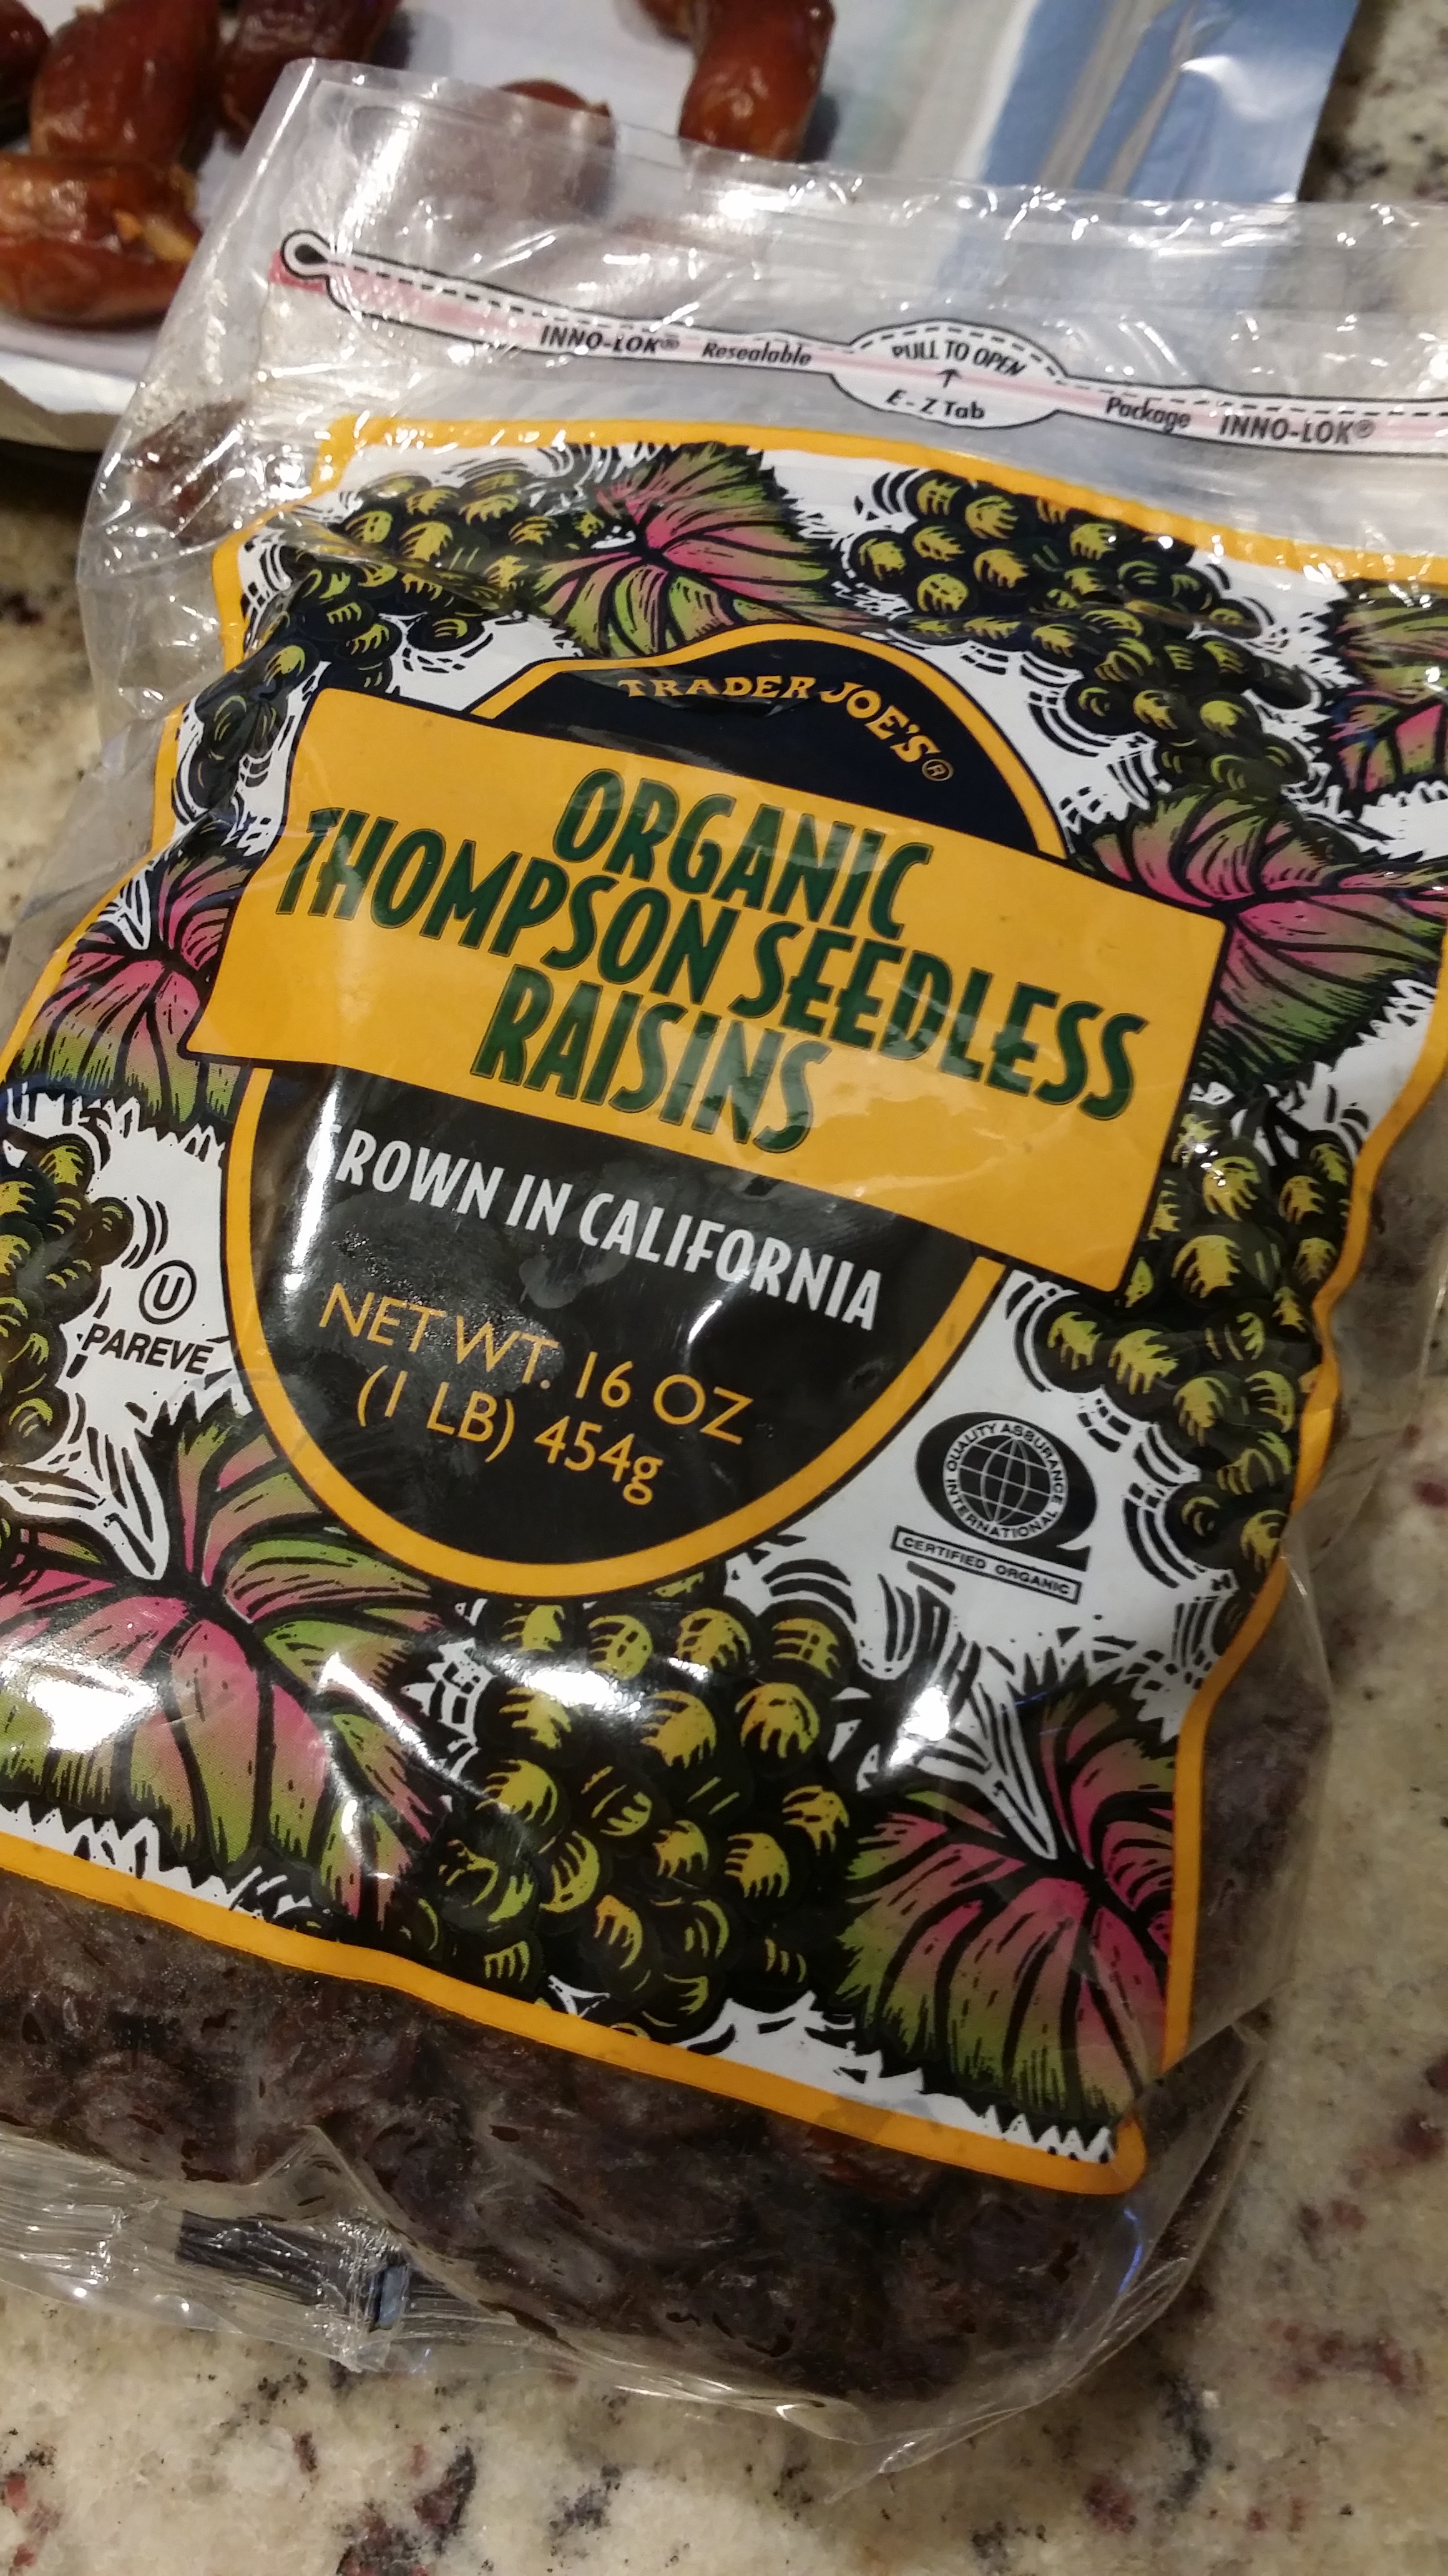 INNO-LOK® Resealable
PULL TO OPEN
E-Z Tab
Package INNO-LOK®
TRADER JOE'S®
ORGANIC
THOMPSON SEEDLESS
RAISINS
GROWN IN CALIFORNIA
NET WT. 16 OZ
(1 LB) 454g
U
PAREVE
QUALITY ASSURANCE
INTERNATIONAL
CERTIFIED ORGANIC